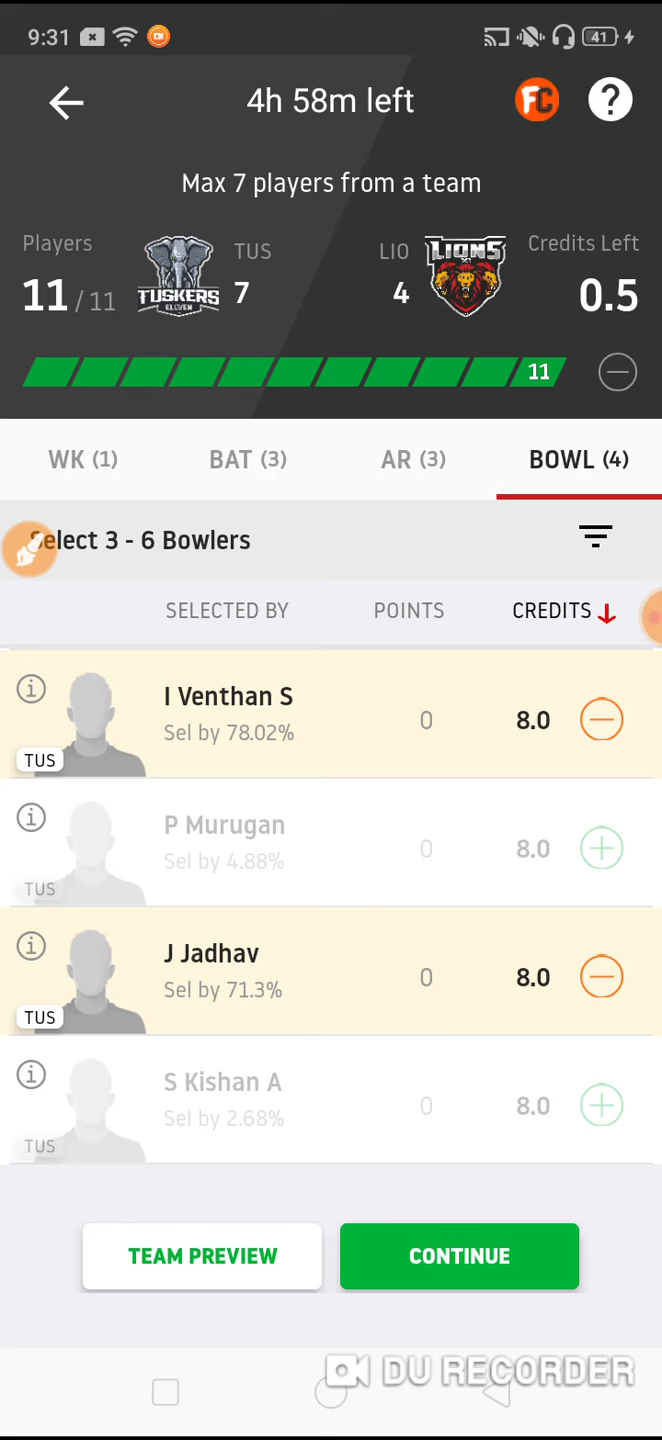 9:31
41
4h 58m left
FC
?
Max 7 players from a team
Players
11 / 11
TUSKERS
ELEVEN
TUS
7
LIO
4
LIONS
XI
Credits Left
0.5
11
WK (1)
BAT (3)
AR (3)
BOWL (4)
Select 3 - 6 Bowlers
SELECTED BY
POINTS
CREDITS
I Venthan S
Sel by 78.02%
0
8.0
TUS
P Murugan
Sel by 4.88%
0
8.0
TUS
J Jadhav
Sel by 71.3%
0
8.0
TUS
S Kishan A
Sel by 2.68%
0
8.0
TUS
TEAM PREVIEW
CONTINUE
DU RECORDER